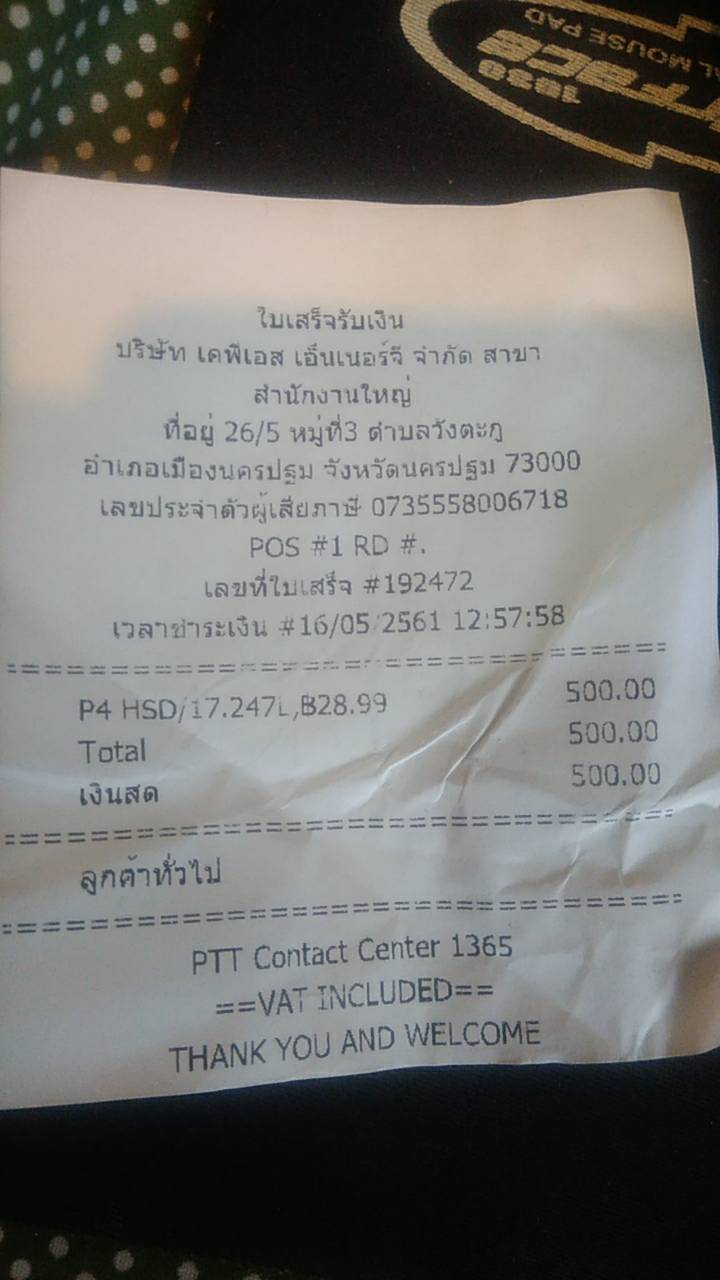 1838
AL MOUSE PAD
ใบเสร็จรับเงิน
บริษัท เคพีเอส เอ็นเนอร์จี จำกัด สาขา
สำนักงานใหญ่
ที่อยู่ 26/5 หมู่ที่3 ตำบลวังตะกู
อำเภอเมืองนครปฐม จังหวัดนครปฐม 73000
เลขประจำตัวผู้เสียภาษี 0735558006718
POS #1 RD #.
เลขที่ใบเสร็จ #192472
เวลาชำระเงิน #16/05/2561 12:57:58
P4 HSD/17.247L,฿28.99 500.00
Total 500.00
เงินสด 500.00
ลูกค้าทั่วไป
PTT Contact Center 1365
==VAT INCLUDED==
THANK YOU AND WELCOME